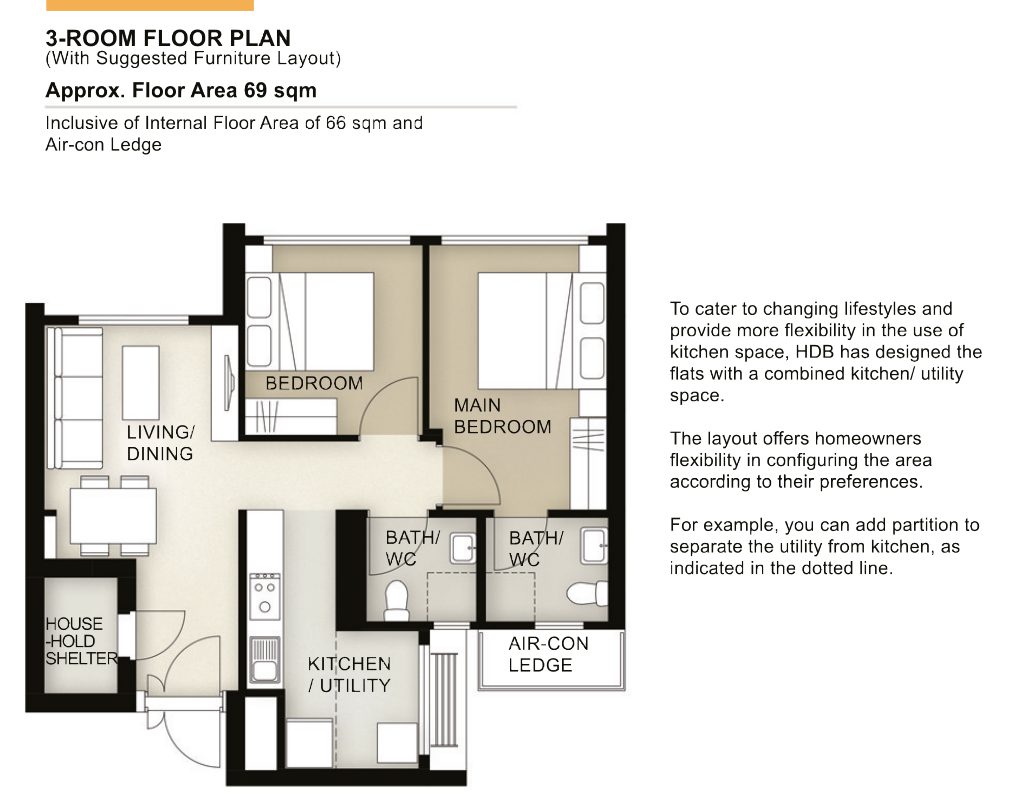 3-ROOM FLOOR PLAN
(With Suggested Furniture Layout)
Approx. Floor Area 69 sqm
Inclusive of Internal Floor Area of 66 sqm and
Air-con Ledge
BEDROOM
MAIN
BEDROOM
LIVING/
DINING
BATH/
WC
BATH/
WC
HOUSE
-HOLD
SHELTER
KITCHEN
/ UTILITY
AIR-CON
LEDGE
To cater to changing lifestyles and
provide more flexibility in the use of
kitchen space, HDB has designed the
flats with a combined kitchen/ utility
space.
The layout offers homeowners
flexibility in configuring the area
according to their preferences.
For example, you can add partition to
separate the utility from kitchen, as
indicated in the dotted line.